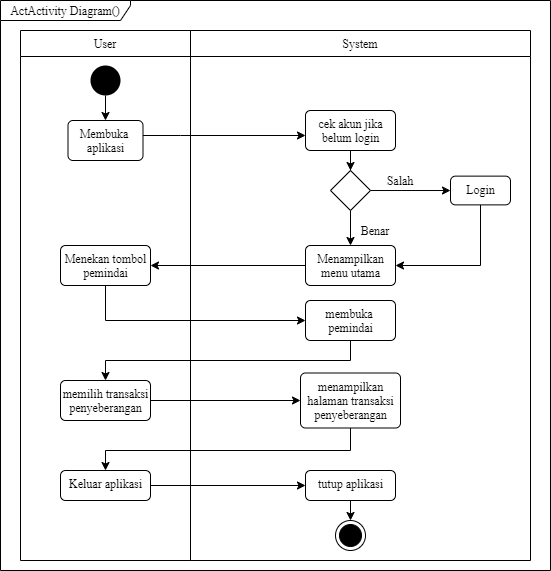 ActActivity Diagram()
User
System
Membuka
aplikasi
cek akun jika
belum login
Salah
Login
Benar
Menampilkan
menu utama
Menekan tombol
pemindai
membuka
pemindai
memilih transaksi
penyeberangan
menampilkan
halaman transaksi
penyeberangan
Keluar aplikasi
tutup aplikasi